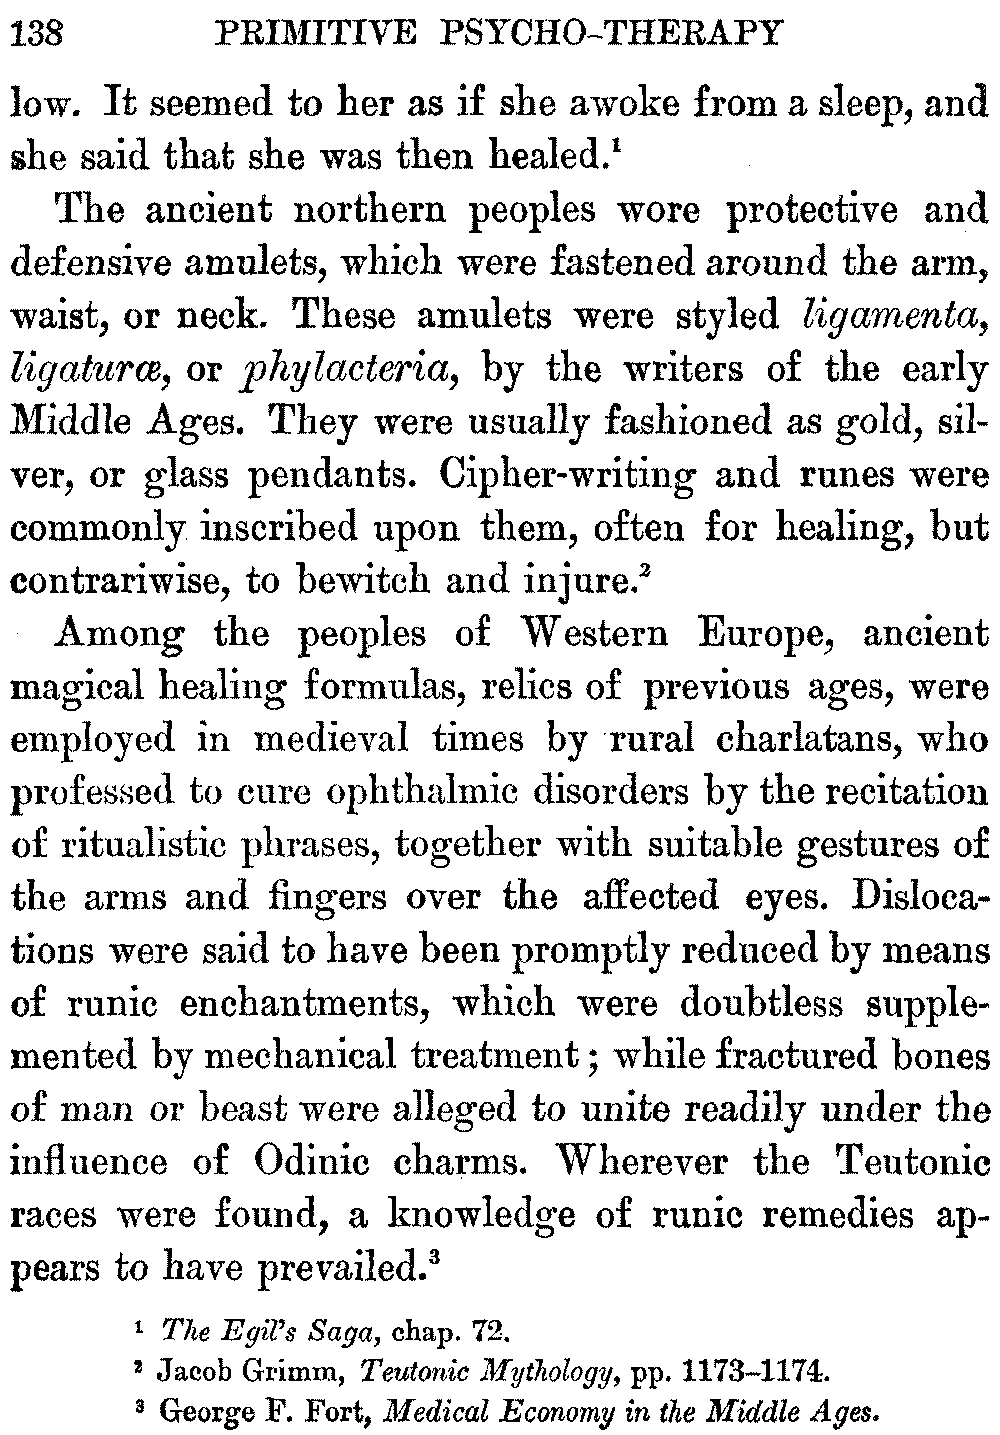 138 PRIMITIVE PSYCHO-THERAPY
low. It seemed to her as if she awoke from a sleep, and
she said that she was then healed.¹
The ancient northern peoples wore protective and
defensive amulets, which were fastened around the arm,
waist, or neck. These amulets were styled ligamenta,
ligaturæ, or phylacteria, by the writers of the early
Middle Ages. They were usually fashioned as gold, sil-
ver, or glass pendants. Cipher-writing and runes were
commonly inscribed upon them, often for healing, but
contrariwise, to bewitch and injure.²
Among the peoples of Western Europe, ancient
magical healing formulas, relics of previous ages, were
employed in medieval times by rural charlatans, who
professed to cure ophthalmic disorders by the recitation
of ritualistic phrases, together with suitable gestures of
the arms and fingers over the affected eyes. Disloca-
tions were said to have been promptly reduced by means
of runic enchantments, which were doubtless supple-
mented by mechanical treatment; while fractured bones
of man or beast were alleged to unite readily under the
influence of Odinic charms. Wherever the Teutonic
races were found, a knowledge of runic remedies ap-
pears to have prevailed.³
¹ The Egil's Saga, chap. 72.
² Jacob Grimm, Teutonic Mythology, pp. 1173–1174.
³ George F. Fort, Medical Economy in the Middle Ages.